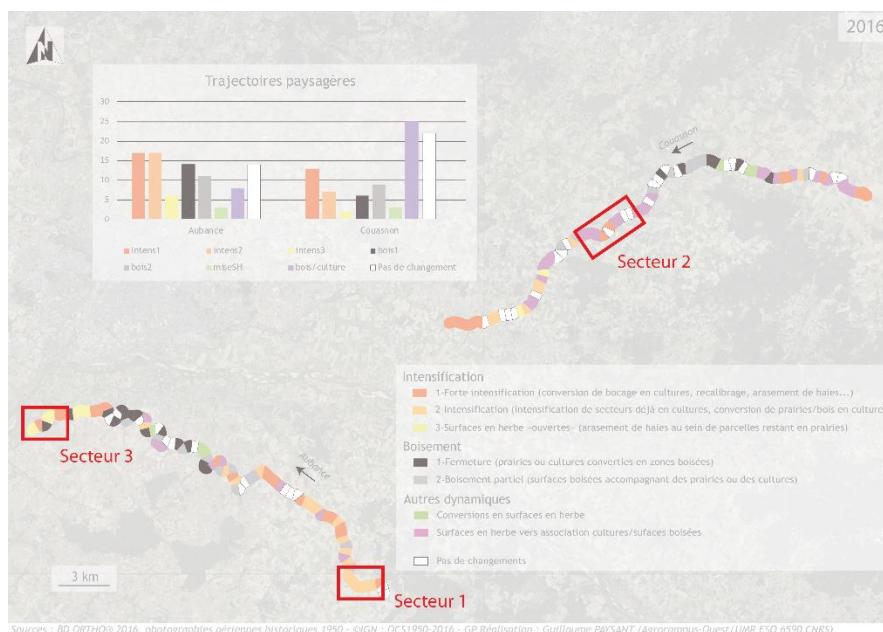 2016
N
Trajectoires paysagères
30
25
20
15
10
5
0
Aubance
Couasnon
intens1
intens2
intens3
bois1
bois2
miseSH
bois/culture
Pas de changement
Couasnon
Secteur 2
Intensification
1-Forte intensification (conversion de bocage en cultures, recalibrage, arasement de haies...)
2-Intensification (intensification de secteurs déjà en cultures, conversion de prairies/bois en culture
3-Surfaces en herbe «ouvertes» (arasement de haies au sein de parcelles restant en prairies)
Boisement
1-Fermeture (prairies ou cultures converties en zones boisées)
2-Boisement partiel (surfaces boisées accompagnant des prairies ou des cultures)
Autres dynamiques
Conversions en surfaces en herbe
Surfaces en herbe vers association cultures/sufaces boisées
Pas de changements
Secteur 3
Aubance
3 km
Secteur 1
Sources : BD ORTHO® 2016, photographies aériennes historiques 1950 - ©IGN ; OCS1950-2016 - GP Réalisation : Guillaume PAYSANT (Agrocampus-Ouest/UMR ESO 6590 CNRS)